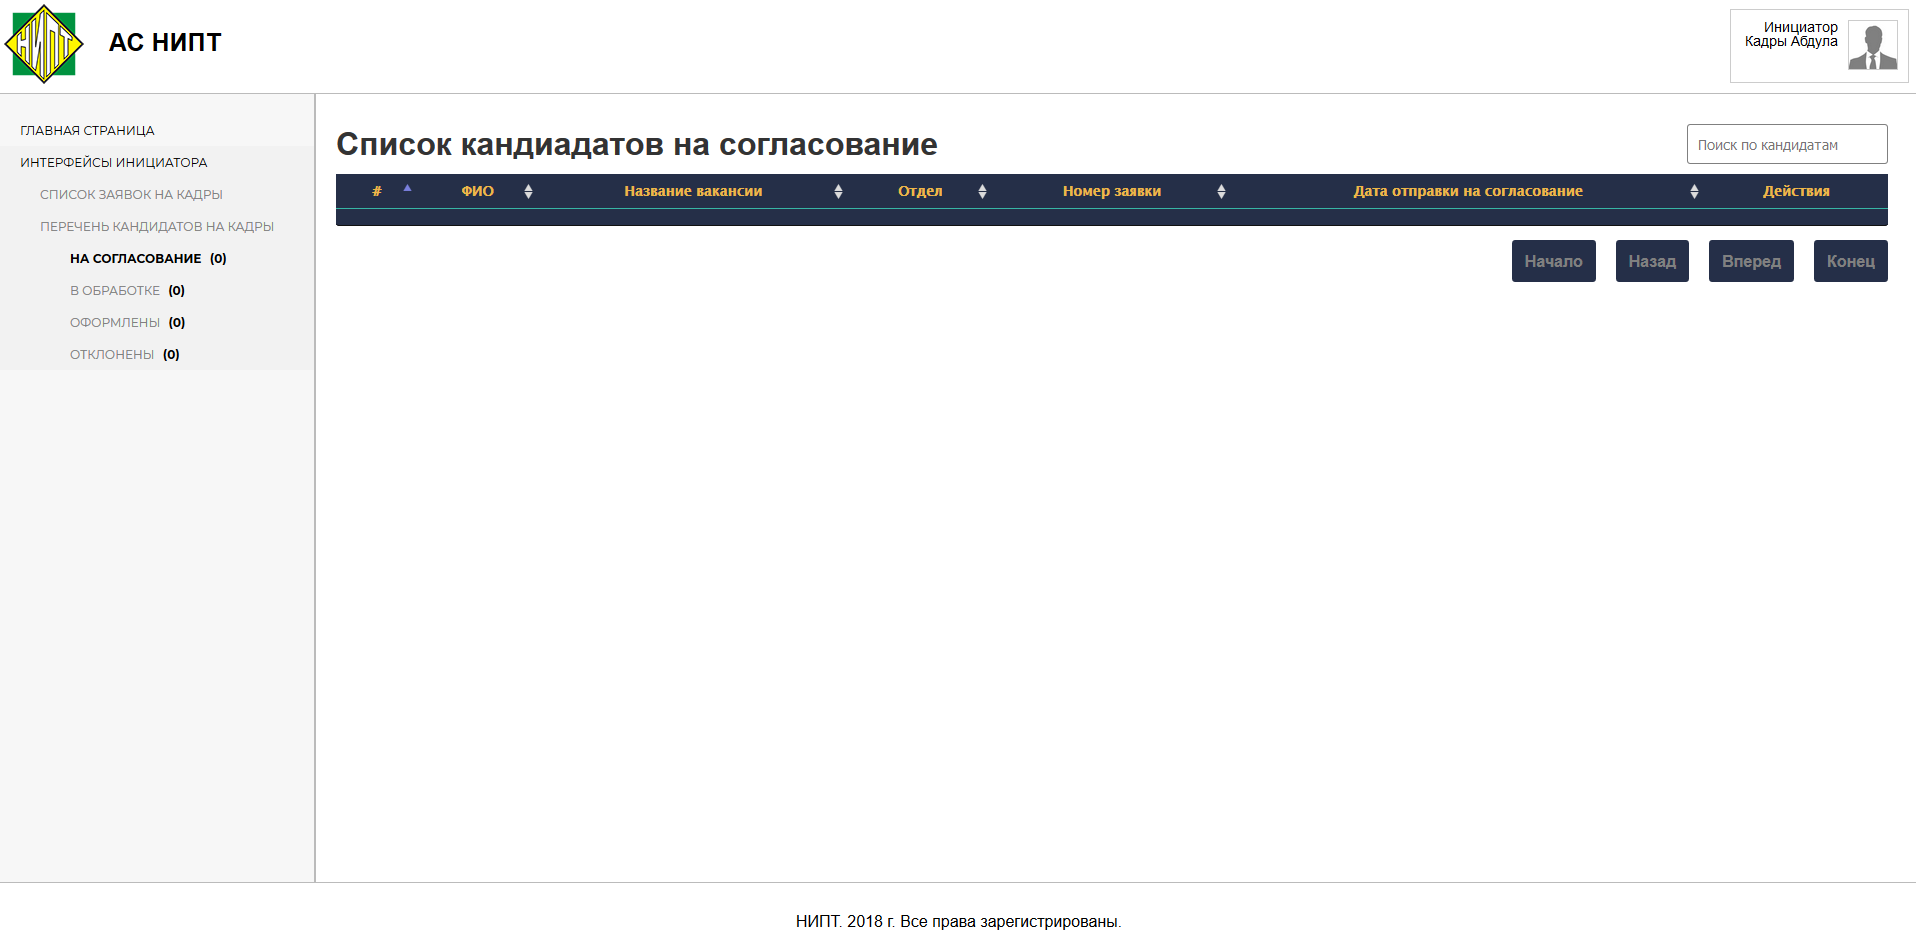 НИПТ
АС НИПТ
Инициатор
Кадры Абдула
ГЛАВНАЯ СТРАНИЦА
ИНТЕРФЕЙСЫ ИНИЦИАТОРА
СПИСОК ЗАЯВОК НА КАДРЫ
ПЕРЕЧЕНЬ КАНДИДАТОВ НА КАДРЫ
НА СОГЛАСОВАНИЕ (0)
В ОБРАБОТКЕ (0)
ОФОРМЛЕНЫ (0)
ОТКЛОНЕНЫ (0)
Список кандиадатов на согласование
Поиск по кандидатам
# ФИО Название вакансии Отдел Номер заявки Дата отправки на согласование Действия
Начало Назад Вперед Конец
НИПТ. 2018 г. Все права зарегистрированы.